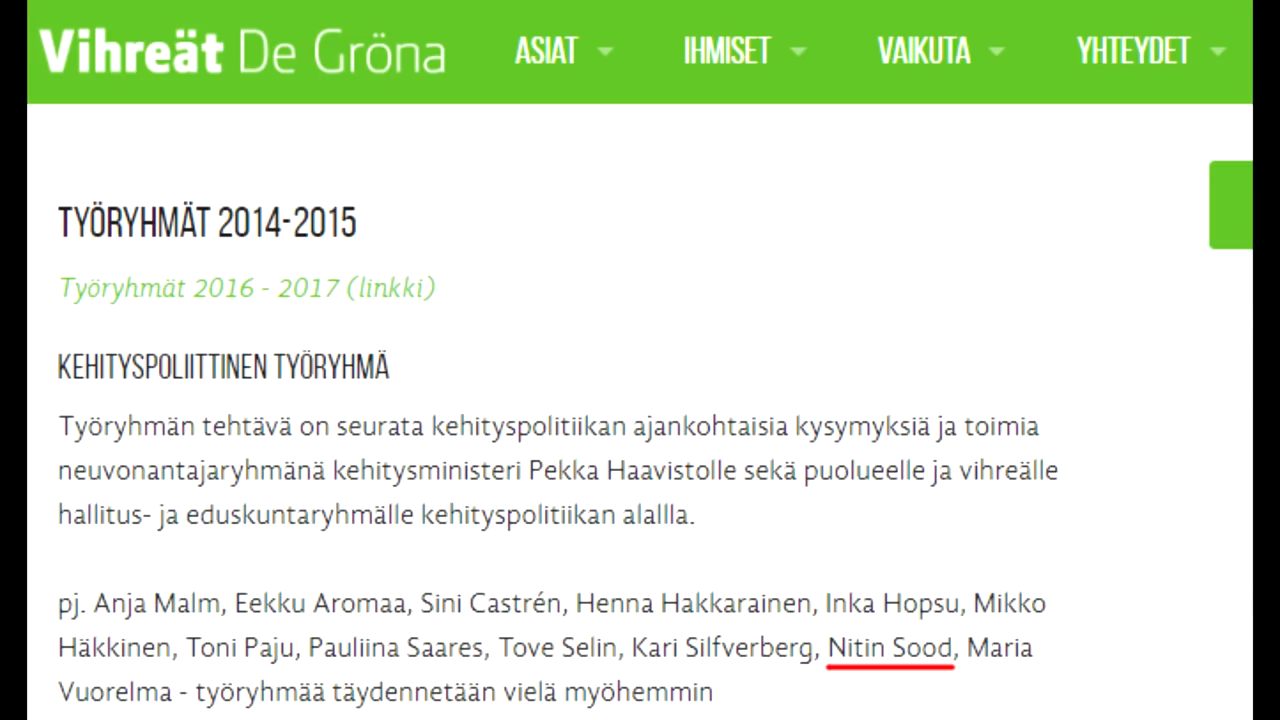 Vihreät De Gröna ASIAT IHMISET VAIKUTA YHTEYDET
TYÖRYHMÄT 2014-2015
Työryhmät 2016 - 2017 (linkki)
KEHITYSPOLIITTINEN TYÖRYHMÄ
Työryhmän tehtävä on seurata kehityspolitiikan ajankohtaisia kysymyksiä ja toimia
neuvonantajaryhmänä kehitysministeri Pekka Haavistolle sekä puolueelle ja vihreälle
hallitus- ja eduskuntaryhmälle kehityspolitiikan alallla.
pj. Anja Malm, Eekku Aromaa, Sini Castrén, Henna Hakkarainen, Inka Hopsu, Mikko
Häkkinen, Toni Paju, Pauliina Saares, Tove Selin, Kari Silfverberg, Nitin Sood, Maria
Vuorelma - työryhmää täydennetään vielä myöhemmin